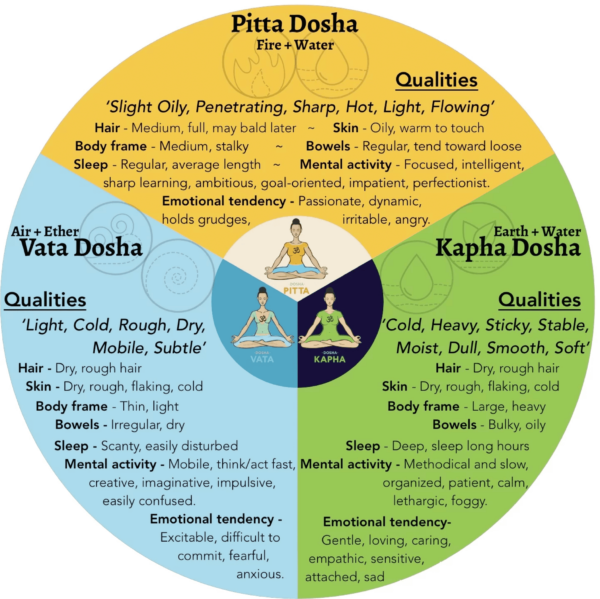 Pitta Dosha
Fire + Water
Qualities
‘Slight Oily, Penetrating, Sharp, Hot, Light, Flowing’
Hair - Medium, full, may bald later ~ Skin - Oily, warm to touch
Body frame - Medium, stalky ~ Bowels - Regular, tend toward loose
Sleep - Regular, average length ~ Mental activity - Focused, intelligent,
sharp learning, ambitious, goal-oriented, impatient, perfectionist.
Emotional tendency - Passionate, dynamic,
holds grudges, irritable, angry.
Air + Ether
Vata Dosha
Qualities
‘Light, Cold, Rough, Dry,
Mobile, Subtle’
Hair - Dry, rough hair
Skin - Dry, rough, flaking, cold
Body frame - Thin, light
Bowels - Irregular, dry
Sleep - Scanty, easily disturbed
Mental activity - Mobile, think/act fast,
creative, imaginative, impulsive,
easily confused.
Emotional tendency -
Excitable, difficult to
commit, fearful,
anxious.
Earth + Water
Kapha Dosha
Qualities
‘Cold, Heavy, Sticky, Stable,
Moist, Dull, Smooth, Soft’
Hair - Dry, rough hair
Skin - Dry, rough, flaking, cold
Body frame - Large, heavy
Bowels - Bulky, oily
Sleep - Deep, sleep long hours
Mental activity - Methodical and slow,
organized, patient, calm,
lethargic, foggy.
Emotional tendency-
Gentle, loving, caring,
empathic, sensitive,
attached, sad
DOSHA
PITTA
DOSHA
VATA
DOSHA
KAPHA